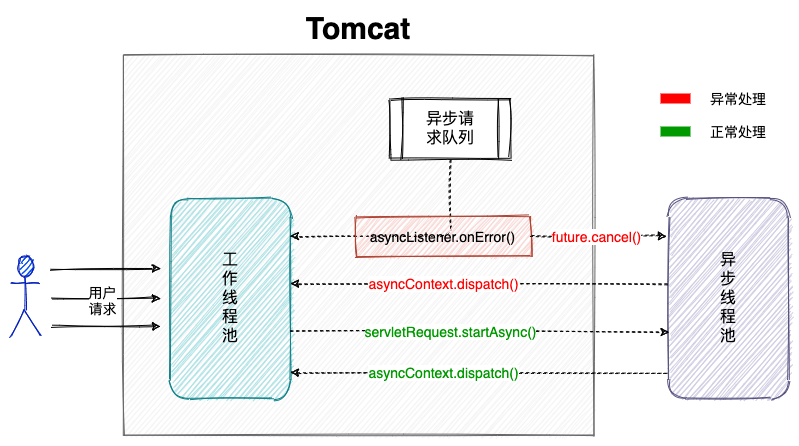 Tomcat
异步请
求队列
异常处理
正常处理
asyncListener.onError()
future.cancel()
asyncContext.dispatch()
servletRequest.startAsync()
asyncContext.dispatch()
用户
请求
工
作
线
程
池
异
步
线
程
池